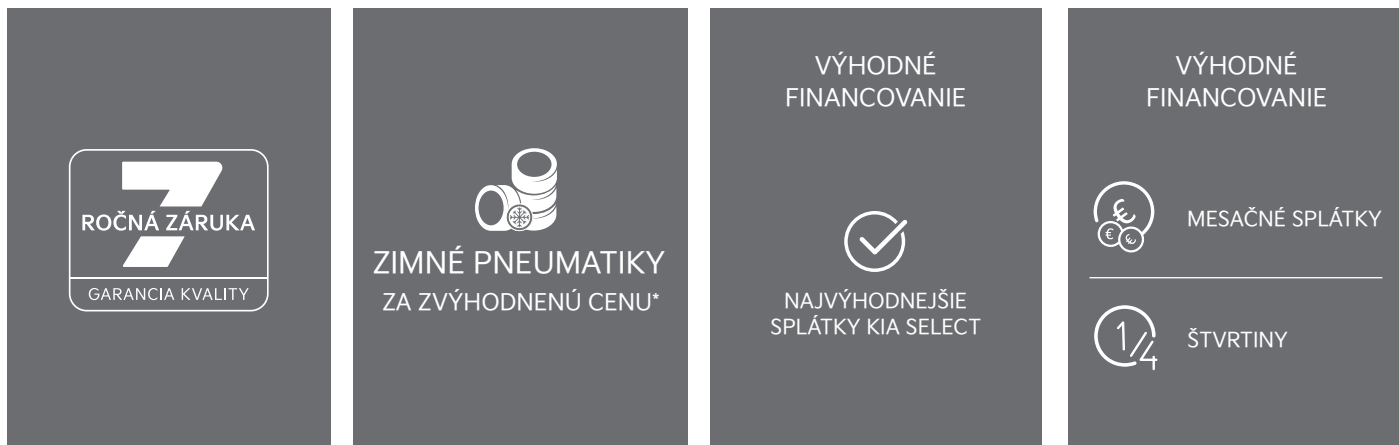 7
ROČNÁ ZÁRUKA
GARANCIA KVALITY
ZIMNÉ PNEUMATIKY
ZA ZVÝHODNENÚ CENU*
VÝHODNÉ
FINANCOVANIE
NAJVÝHODNEJŠIE
SPLÁTKY KIA SELECT
VÝHODNÉ
FINANCOVANIE
€
€
€
MESAČNÉ SPLÁTKY
1/4
ŠTVRTINY